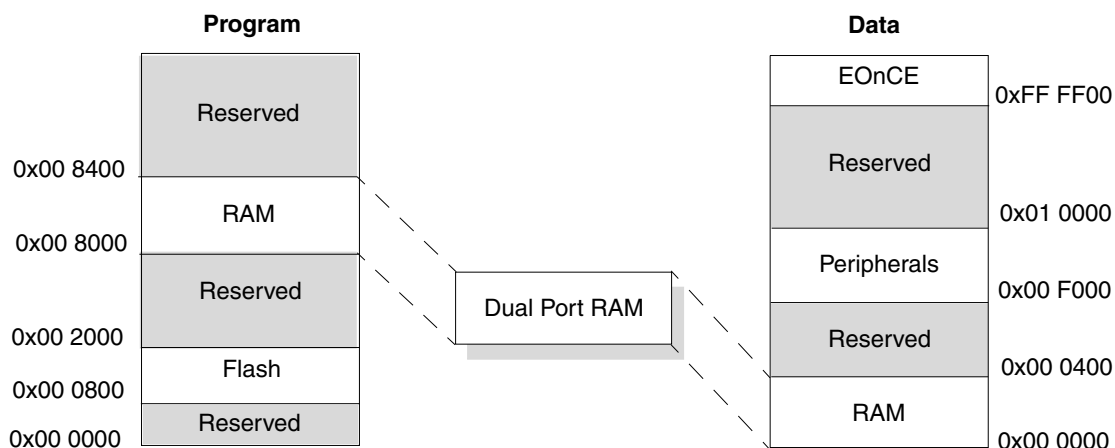 Program
Reserved
0x00 8400
RAM
0x00 8000
Reserved
0x00 2000
Flash
0x00 0800
Reserved
0x00 0000
Dual Port RAM
Data
EOnCE
0xFF FF00
Reserved
0x01 0000
Peripherals
0x00 F000
Reserved
0x00 0400
RAM
0x00 0000